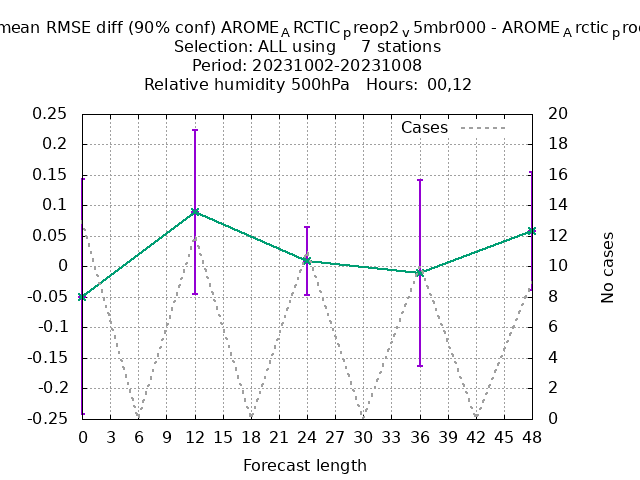 mean RMSE diff (90% conf) AROME_ARCTIC_preop2_v5mbr000 - AROME_Arctic_pro
Selection: ALL using 7 stations
Period: 20231002-20231008
Relative humidity 500hPa Hours: 00,12
Cases
0.25 20
0.2 18
0.15 16
0.1 14
0.05 12
0 10
-0.05 8
-0.1 6
-0.15 4
-0.2 2
-0.25 0
No cases
0 3 6 9 12 15 18 21 24 27 30 33 36 39 42 45 48
Forecast length